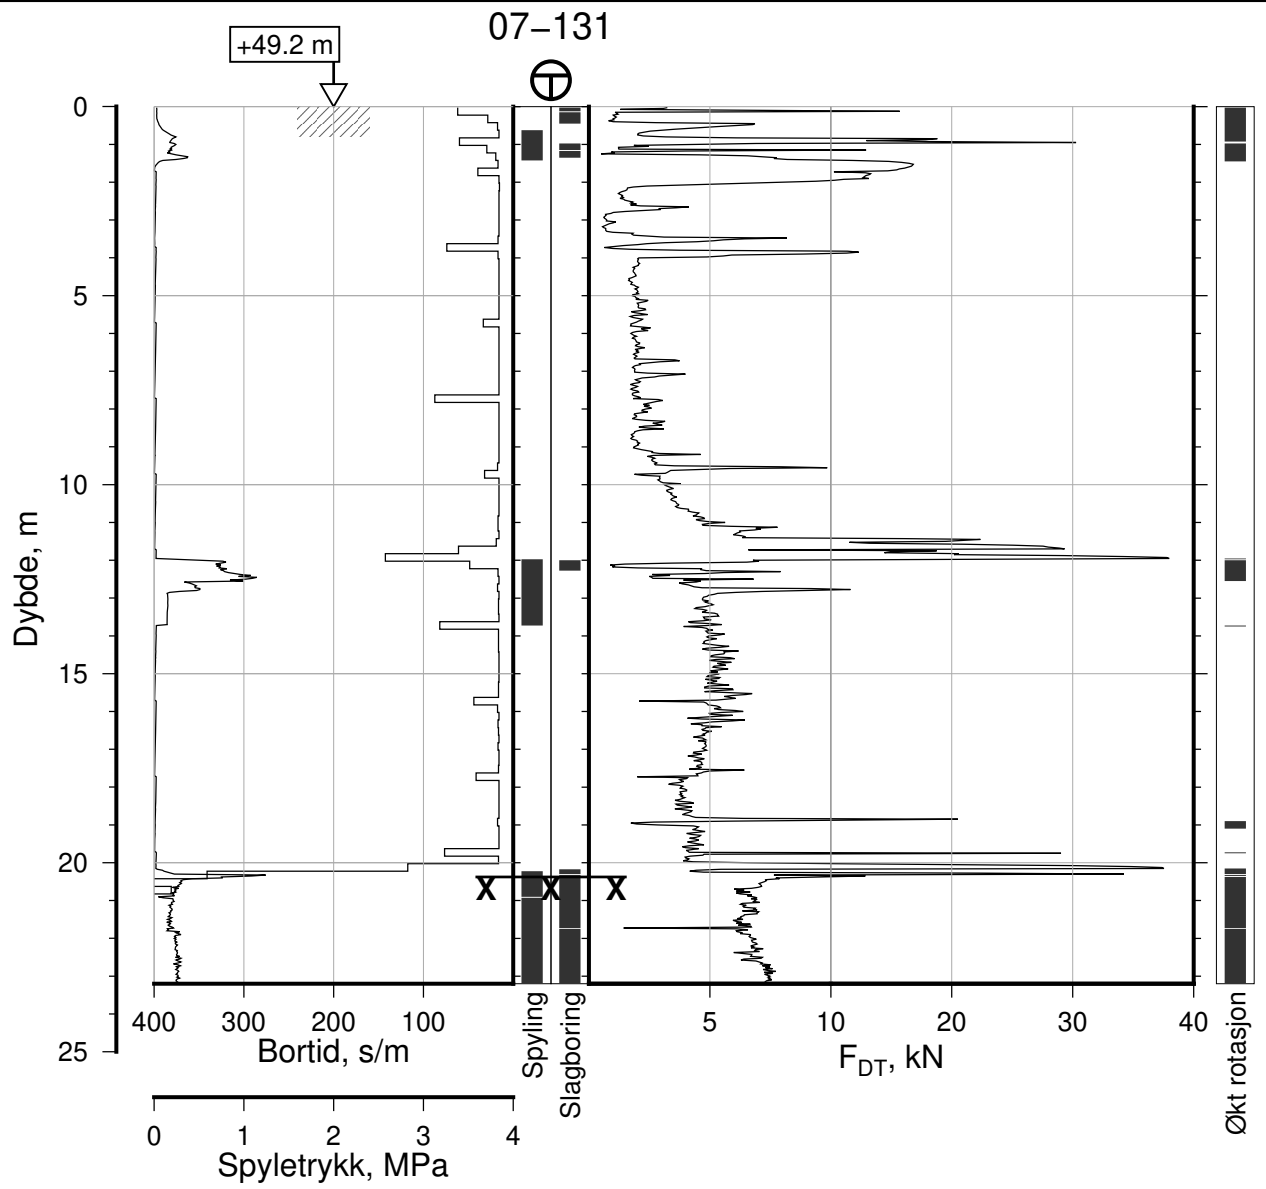 07–131
+49.2 m
0
5
10
15
20
25
Dybde, m
400 300 200 100
Bortid, s/m
0 1 2 3 4
Spyletrykk, MPa
Spyling
Slagboring
X X X
5 10 20 30 40
F_DT, kN
Økt rotasjon